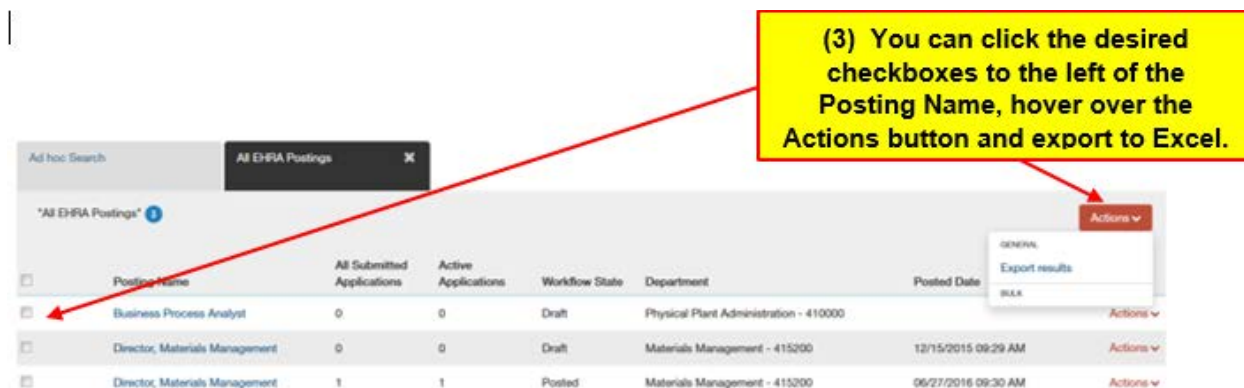 (3) You can click the desired
checkboxes to the left of the
Posting Name, hover over the
Actions button and export to Excel.
Ad hoc Search All EHRA Postings ✖
"All EHRA Postings" 3 Actions
GENERAL
Export results
BULK
Posting Name All Submitted Applications Active Applications Workflow State Department Posted Date
Business Process Analyst 0 0 Draft Physical Plant Administration - 410000 Actions
Director, Materials Management 0 0 Draft Materials Management - 415200 12/15/2015 09:29 AM Actions
Director, Materials Management 1 1 Posted Materials Management - 415200 06/27/2016 09:30 AM Actions